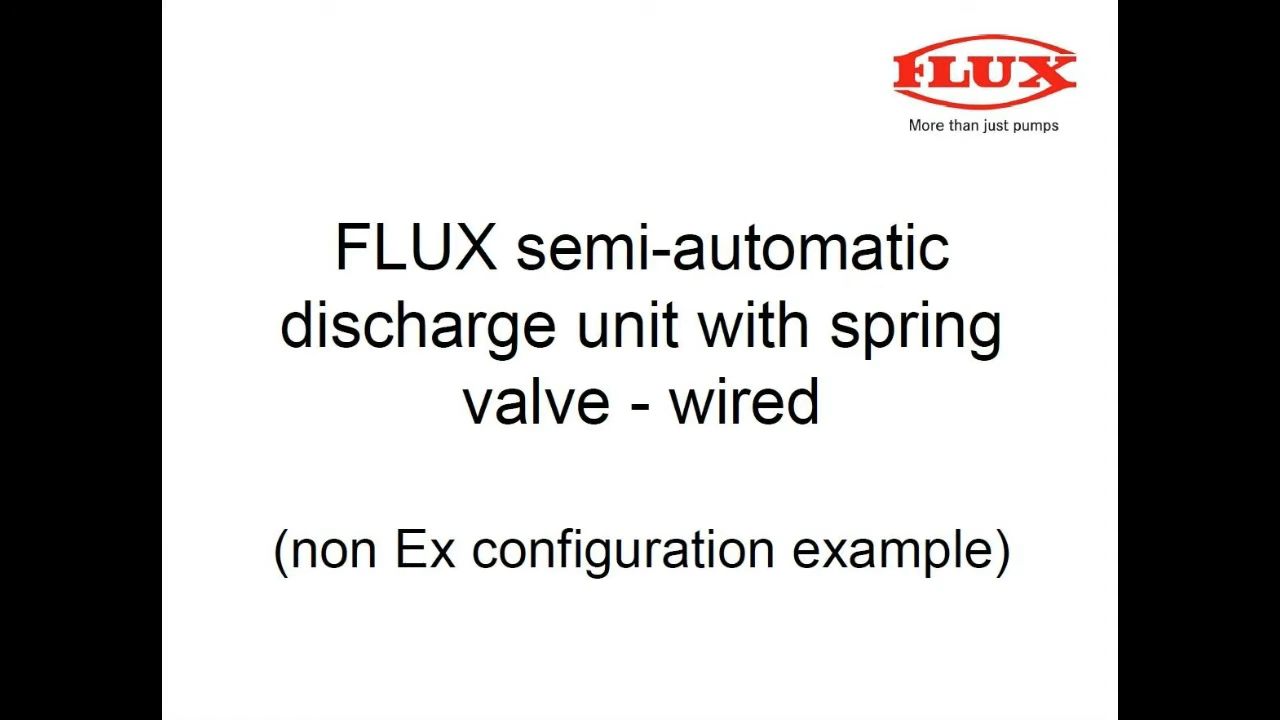 FLUX
More than just pumps
FLUX semi-automatic
discharge unit with spring
valve - wired
(non Ex configuration example)